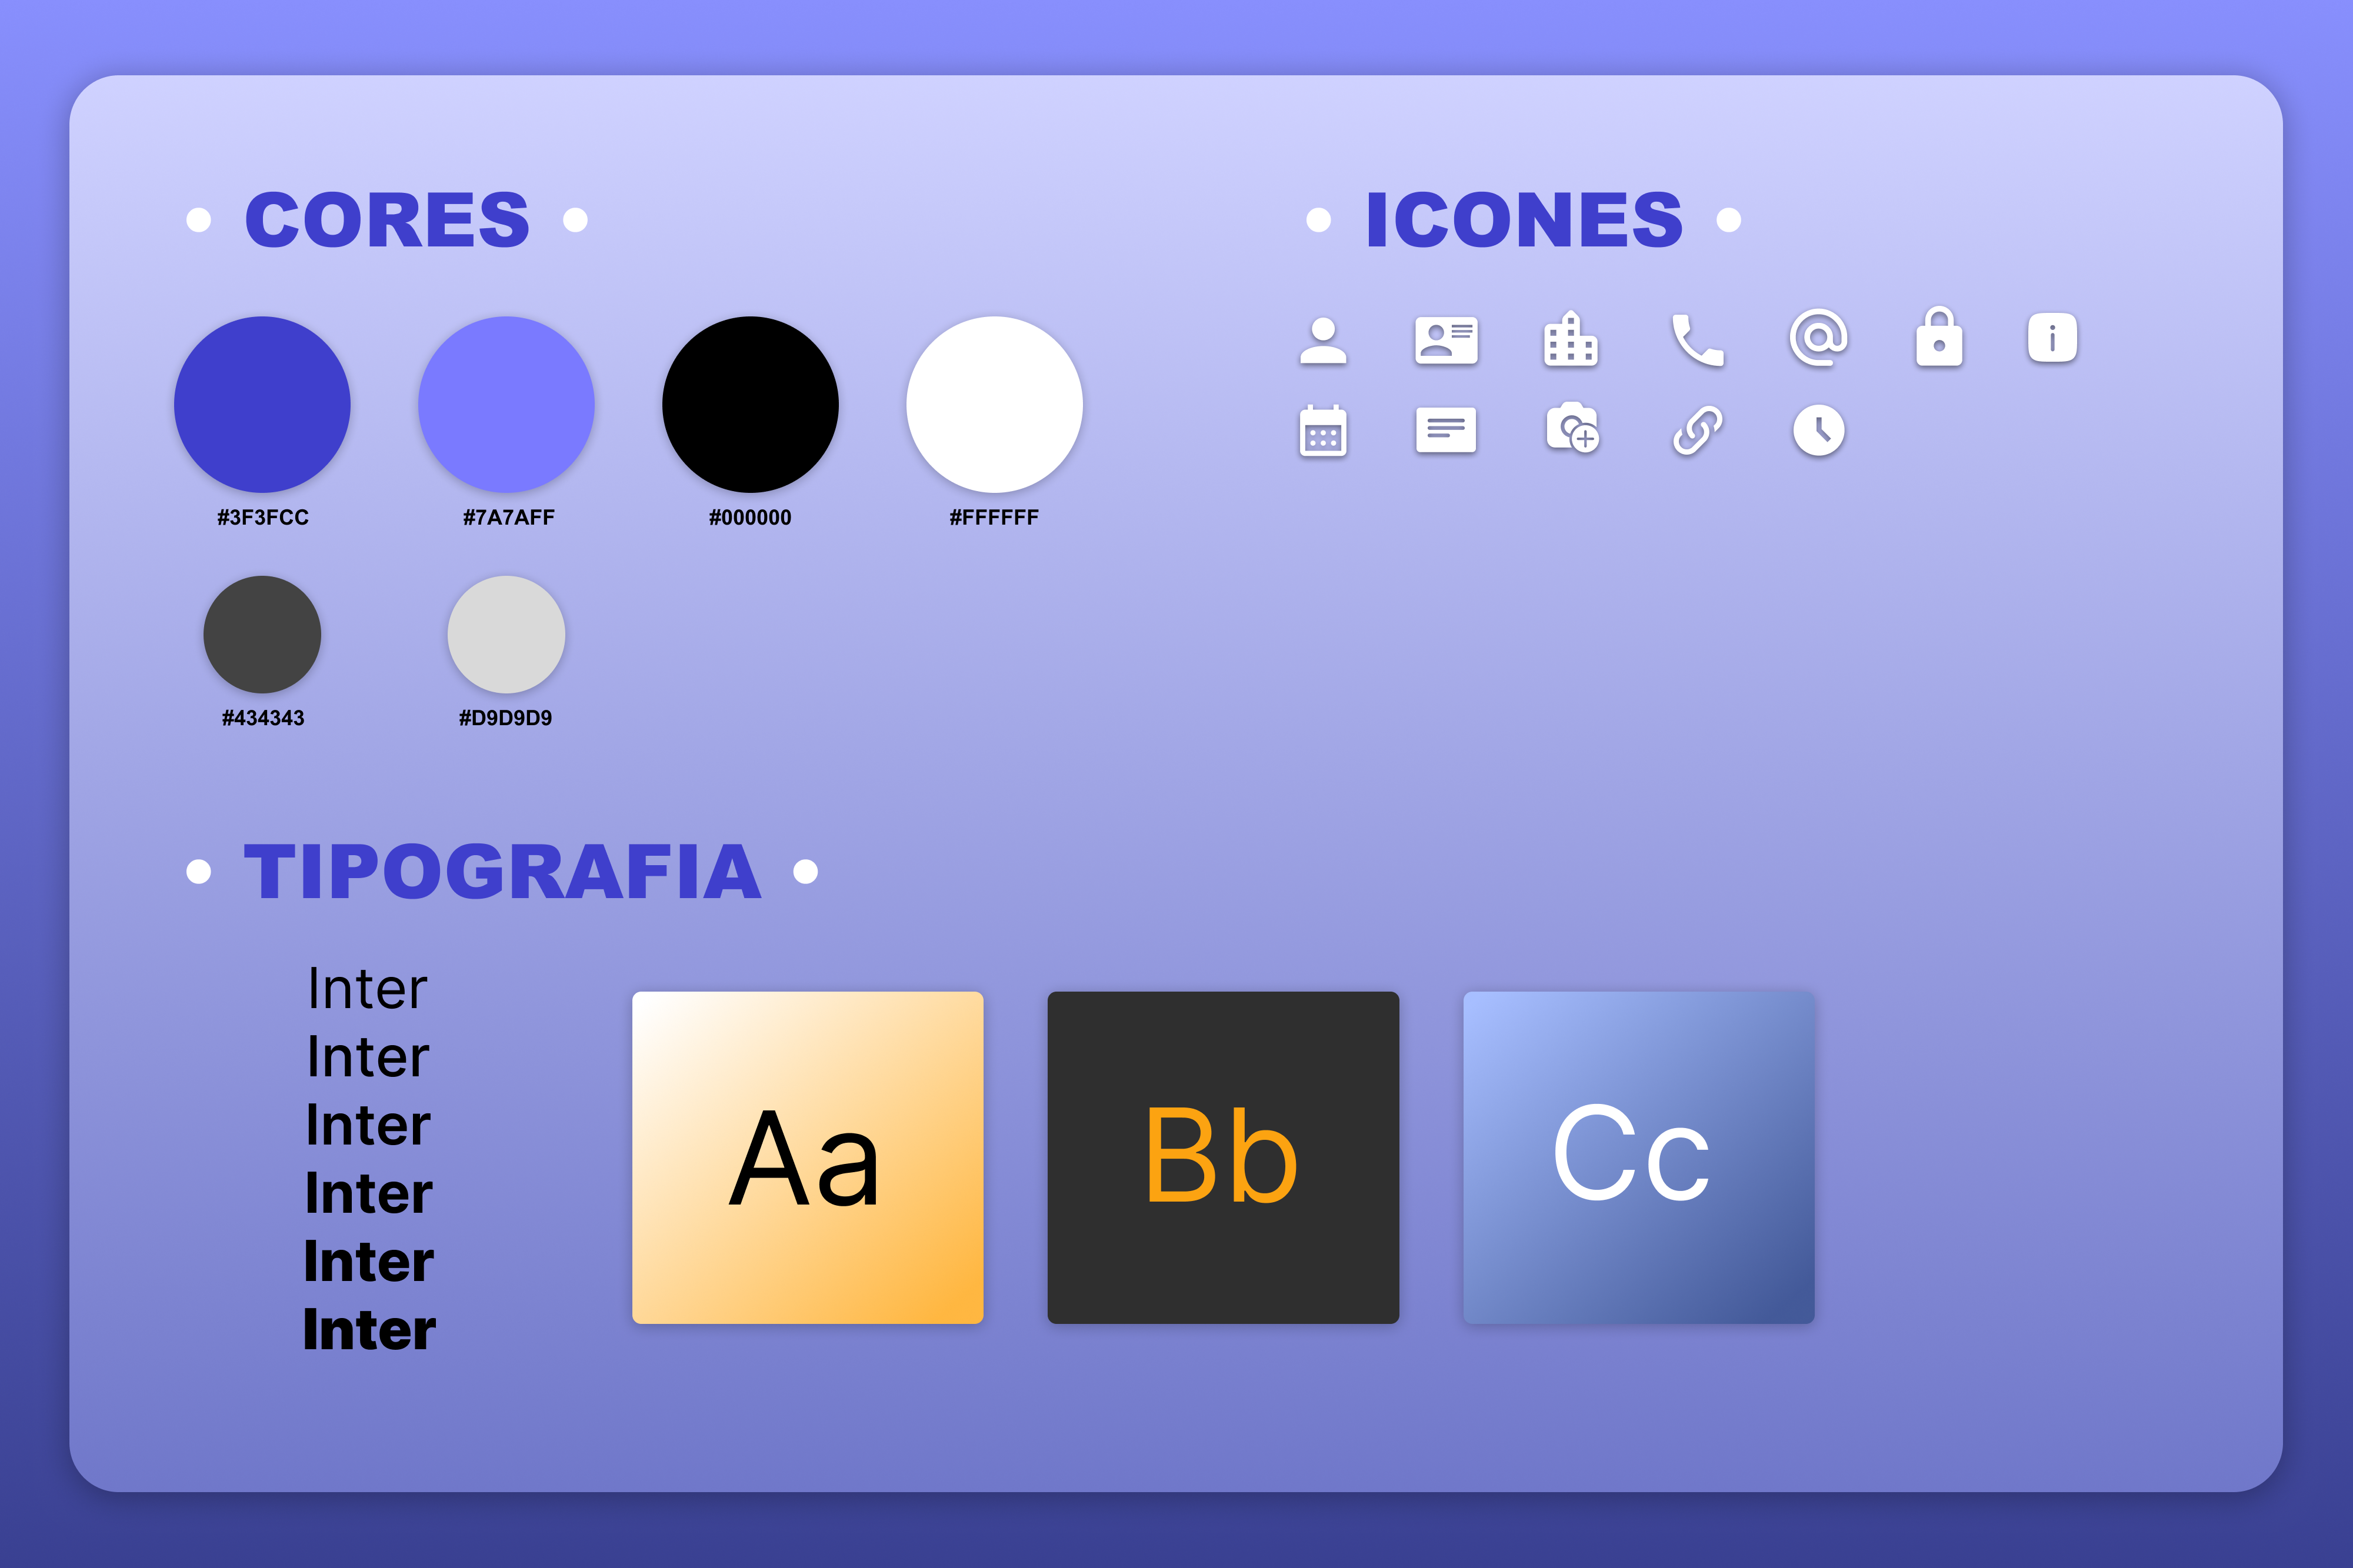 CORES
#3F3FCC
#7A7AFF
#000000
#FFFFFF
#434343
#D9D9D9
ICONES
TIPOGRAFIA
Inter
Inter
Inter
Inter
Inter
Inter
Aa
Bb
Cc